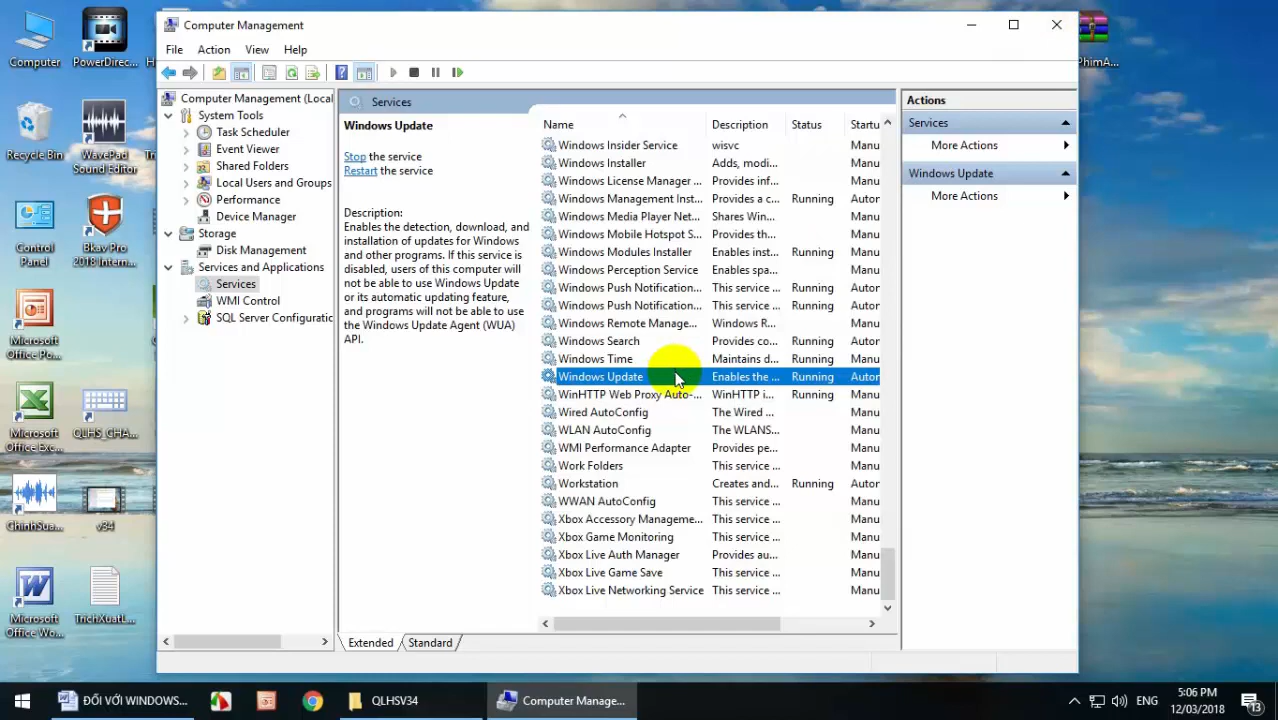 Computer
PowerDirec...
H
Recycle Bin
WavePad
Sound Editor
Control
Panel
Bkav Pro
2018 Intern...
Microsoft
Office Po...
Microsoft
Office Exc...
QLHS_CHA...
ChinhSua...
v34
Microsoft
Office Wo...
TrichXuatL...
PhimA...
Computer Management
File Action View Help
Computer Management (Local
System Tools
Task Scheduler
Event Viewer
Shared Folders
Local Users and Groups
Performance
Device Manager
Storage
Disk Management
Services and Applications
Services
WMI Control
SQL Server Configuratic
Services
Windows Update
Stop the service
Restart the service
Description:
Enables the detection, download, and
installation of updates for Windows
and other programs. If this service is
disabled, users of this computer will
not be able to use Windows Update
or its automatic updating feature,
and programs will not be able to use
the Windows Update Agent (WUA)
API.
Name Description Status Startu
Windows Insider Service wisvc Manu
Windows Installer Adds, modi... Manu
Windows License Manager ... Provides inf... Manu
Windows Management Inst... Provides a c... Running Autor
Windows Media Player Net... Shares Win... Manu
Windows Mobile Hotspot S... Provides th... Manu
Windows Modules Installer Enables inst... Running Manu
Windows Perception Service Enables spa... Manu
Windows Push Notification... This service ... Running Autor
Windows Push Notification... This service ... Running Autor
Windows Remote Manage... Windows R... Manu
Windows Search Provides co... Running Autor
Windows Time Maintains d... Running Manu
Windows Update Enables the ... Running Autor
WinHTTP Web Proxy Auto-... WinHTTP i... Running Manu
Wired AutoConfig The Wired ... Manu
WLAN AutoConfig The WLANS... Manu
WMI Performance Adapter Provides pe... Manu
Work Folders This service ... Manu
Workstation Creates and... Running Autor
WWAN AutoConfig This service ... Manu
Xbox Accessory Manageme... This service ... Manu
Xbox Game Monitoring This service ... Manu
Xbox Live Auth Manager Provides au... Manu
Xbox Live Game Save This service ... Manu
Xbox Live Networking Service This service ... Manu
Extended Standard
Actions
Services
More Actions
Windows Update
More Actions
ĐỐI VỚI WINDOWS... QLHSV34 Computer Manage... ENG
5:06 PM
12/03/2018
13